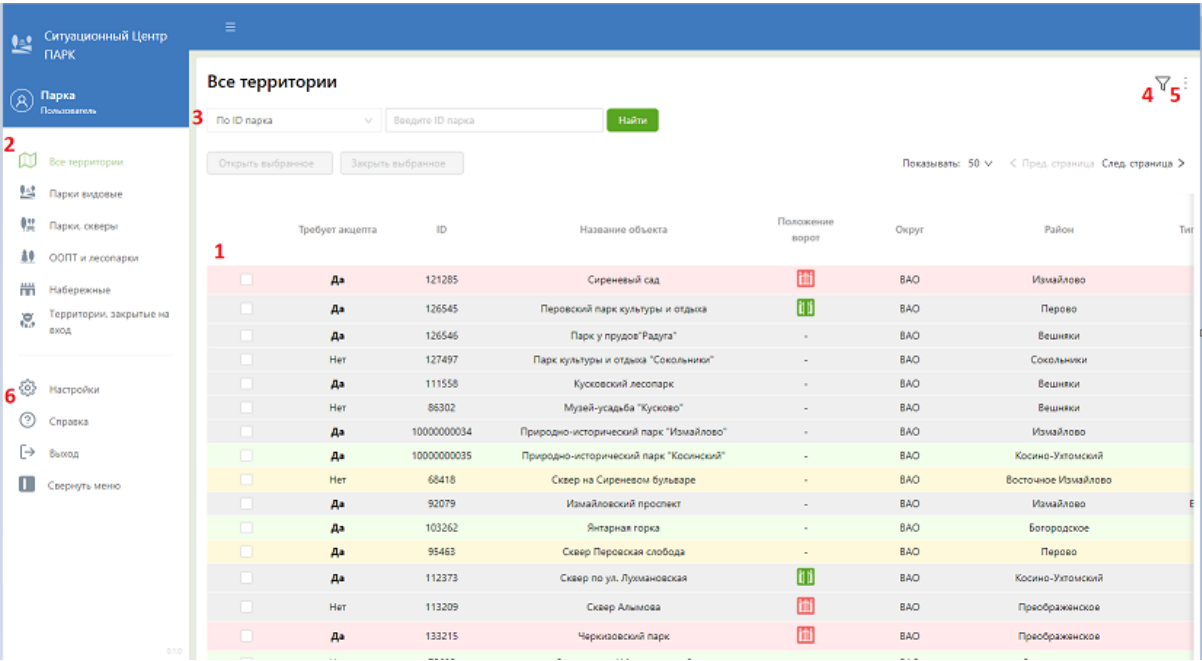 Ситуационный Центр
ПАРК
Парка
Пользователь
2
Все территории
Парки видовые
Парки, скверы
ООПТ и лесопарки
Набережные
Территории, закрытые на
вход
6
Настройки
Справка
Выход
Свернуть меню
0.1.0
Все территории
4 5
3 По ID парка Введите ID парка Найти
Открыть выбранное Закрыть выбранное Показывать: 50 < Пред. страница След. страница >
1
Требует акцепта ID Название объекта Положение ворот Округ Район Тип
Да 121285 Сиреневый сад ВАО Измайлово
Да 126545 Перовский парк культуры и отдыха ВАО Перово
Да 126546 Парк у прудов"Радуга" - ВАО Вешняки
Нет 127497 Парк культуры и отдыха "Сокольники" - ВАО Сокольники
Да 111558 Кусковский лесопарк - ВАО Вешняки
Нет 86302 Музей-усадьба "Кусково" - ВАО Вешняки
Да 10000000034 Природно-исторический парк "Измайлово" - ВАО Измайлово
Да 10000000035 Природно-исторический парк "Косинский" - ВАО Косино-Ухтомский
Нет 68418 Сквер на Сиреневом бульваре - ВАО Восточное Измайлово
Да 92079 Измайловский проспект - ВАО Измайлово
Да 103262 Янтарная горка - ВАО Богородское
Да 95463 Сквер Перовская слобода - ВАО Перово
Да 112373 Сквер по ул. Лухмановская ВАО Косино-Ухтомский
Нет 113209 Сквер Алымова ВАО Преображенское
Да 133215 Черкизовский парк ВАО Преображенское